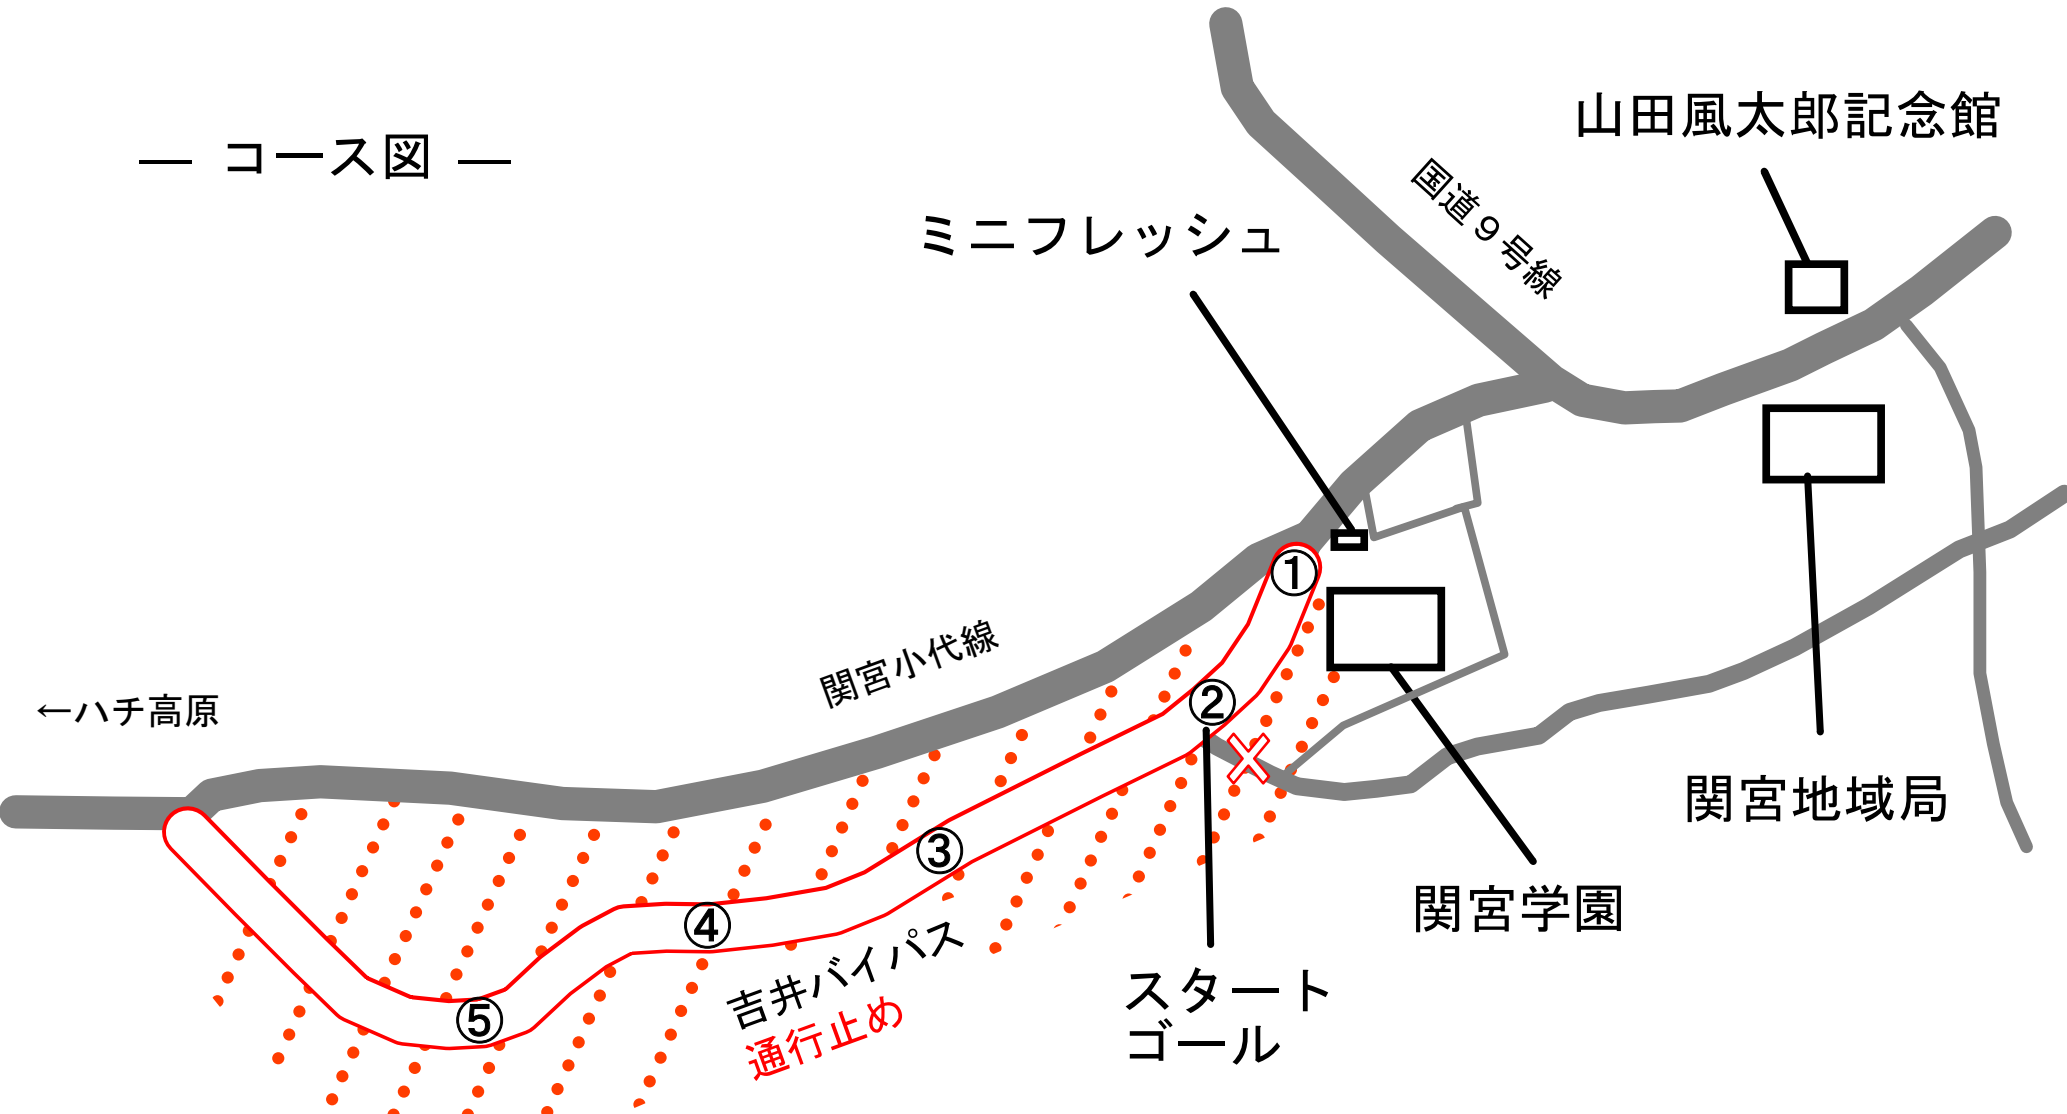 ― コース図 ―
山田風太郎記念館
国道９号線
ミニフレッシュ
①
関宮小代線
②
←ハチ高原
関宮地域局
③
関宮学園
④
吉井バイパス
通行止め
スタート
ゴール
⑤